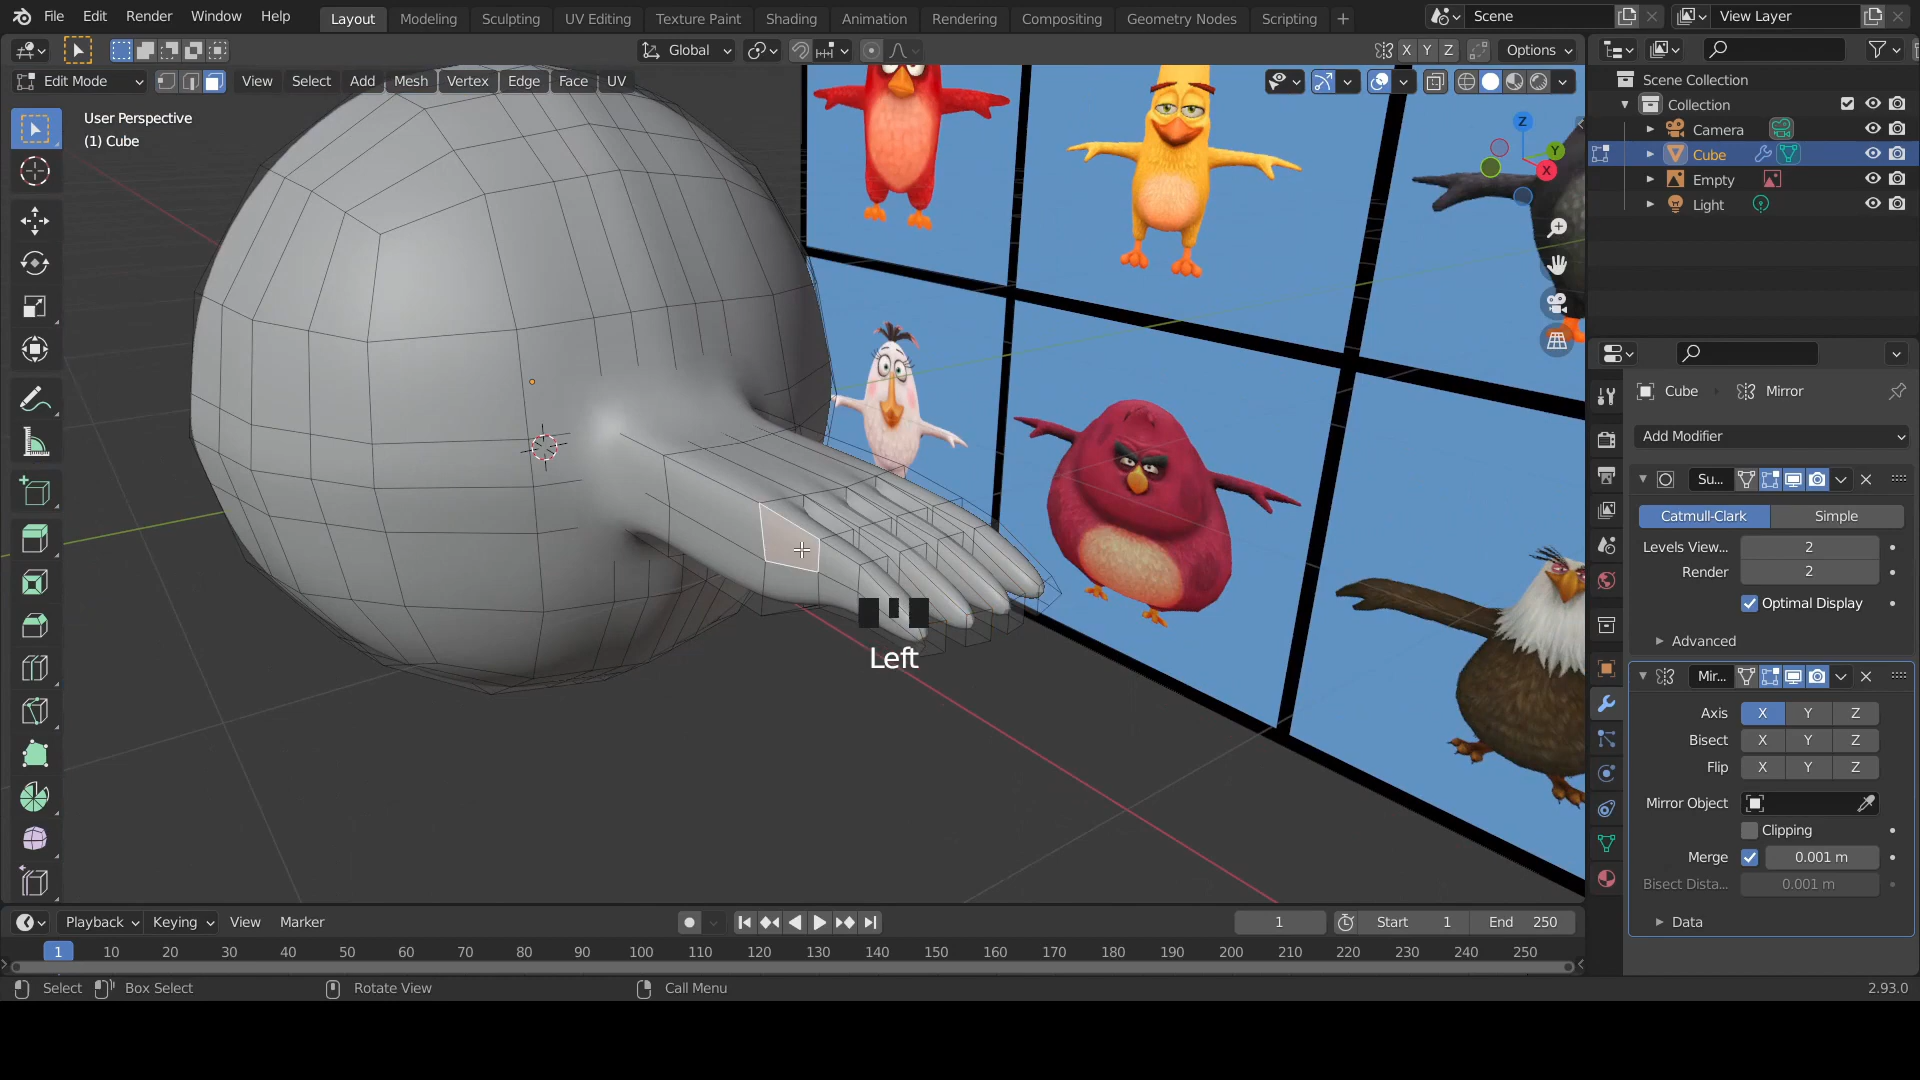 File Edit Render Window Help Layout Modeling Sculpting UV Editing Texture Paint Shading Animation Rendering Compositing Geometry Nodes Scripting + Scene View Layer
Global X Y Z Options
Edit Mode View Select Add Mesh Vertex Edge Face UV
User Perspective
(1) Cube
Z
Y
X
Left
Scene Collection
Collection
Camera
Cube
Empty
Light
Cube Mirror
Add Modifier
Su...
Catmull-Clark Simple
Levels View... 2
Render 2
Optimal Display
Advanced
Mir...
Axis X Y Z
Bisect X Y Z
Flip X Y Z
Mirror Object
Clipping
Merge 0.001 m
Bisect Dista... 0.001 m
Data
Playback Keying View Marker 1 Start 1 End 250
1 10 20 30 40 50 60 70 80 90 100 110 120 130 140 150 160 170 180 190 200 210 220 230 240 250
Select Box Select Rotate View Call Menu 2.93.0